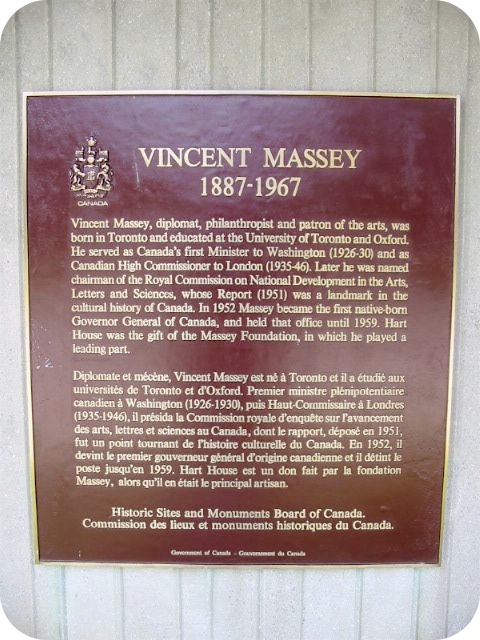 CANADA
VINCENT MASSEY
1887-1967
Vincent Massey, diplomat, philanthropist and patron of the arts, was
born in Toronto and educated at the University of Toronto and Oxford.
He served as Canada's first Minister to Washington (1926-30) and as
Canadian High Commissioner to London (1935-46). Later he was named
chairman of the Royal Commission on National Development in the Arts,
Letters and Sciences, whose Report (1951) was a landmark in the
cultural history of Canada. In 1952 Massey became the first native-born
Governor General of Canada, and held that office until 1959. Hart
House was the gift of the Massey Foundation, in which he played a
leading part.
Diplomate et mécène, Vincent Massey est né à Toronto et il a étudié aux
universités de Toronto et d'Oxford. Premier ministre plénipotentiaire
canadien à Washington (1926-1930), puis Haut-Commissaire à Londres
(1935-1946), il présida la Commission royale d'enquête sur l'avancement
des arts, lettres et sciences au Canada, dont le rapport, déposé en 1951,
fut un point tournant de l'histoire culturelle du Canada. En 1952, il
devint le premier gouverneur général d'origine canadienne et il détint le
poste jusqu'en 1959. Hart House est un don fait par la fondation
Massey, alors qu'il en était le principal artisan.
Historic Sites and Monuments Board of Canada.
Commission des lieux et monuments historiques du Canada.
Government of Canada – Gouvernement du Canada